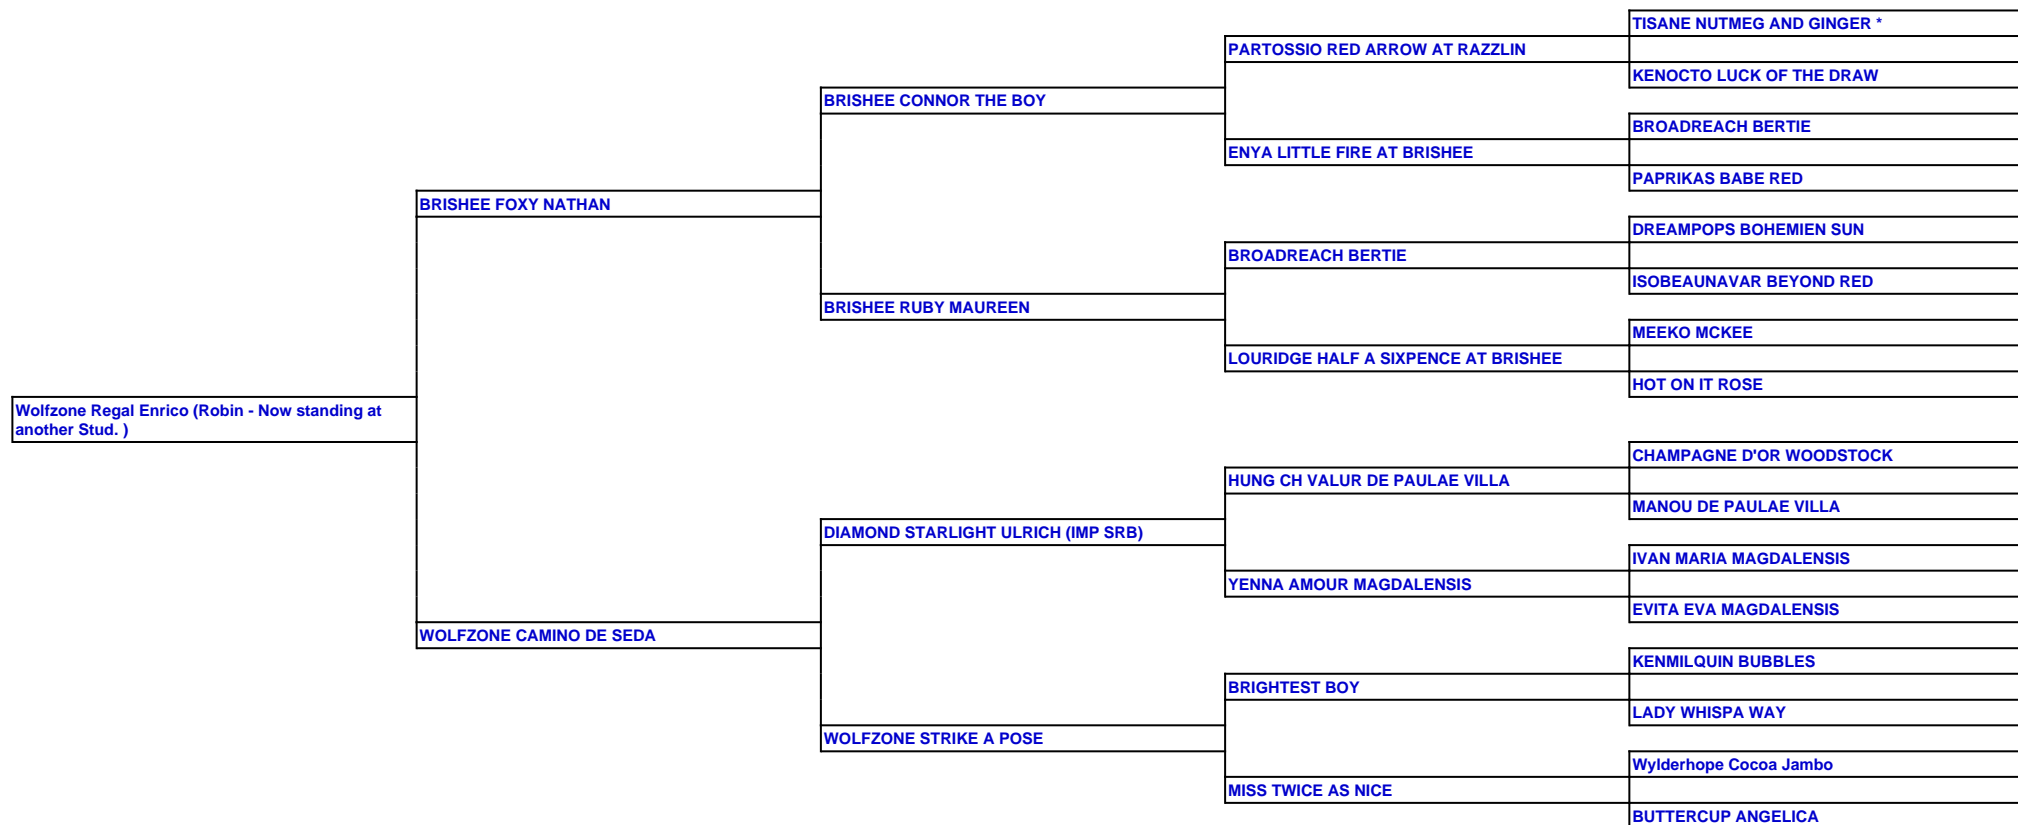 TISANE NUTMEG AND GINGER *
PARTOSSIO RED ARROW AT RAZZLIN
KENOCTO LUCK OF THE DRAW
BRISHEE CONNOR THE BOY
BROADREACH BERTIE
ENYA LITTLE FIRE AT BRISHEE
PAPRIKAS BABE RED
BRISHEE FOXY NATHAN
DREAMPOPS BOHEMIEN SUN
BROADREACH BERTIE
ISOBEAUNAVAR BEYOND RED
BRISHEE RUBY MAUREEN
MEEKO MCKEE
LOURIDGE HALF A SIXPENCE AT BRISHEE
HOT ON IT ROSE
Wolfzone Regal Enrico (Robin - Now standing at
another Stud. )
CHAMPAGNE D'OR WOODSTOCK
HUNG CH VALUR DE PAULAE VILLA
MANOU DE PAULAE VILLA
DIAMOND STARLIGHT ULRICH (IMP SRB)
IVAN MARIA MAGDALENSIS
YENNA AMOUR MAGDALENSIS
EVITA EVA MAGDALENSIS
WOLFZONE CAMINO DE SEDA
KENMILQUIN BUBBLES
BRIGHTEST BOY
LADY WHISPA WAY
WOLFZONE STRIKE A POSE
Wylderhope Cocoa Jambo
MISS TWICE AS NICE
BUTTERCUP ANGELICA